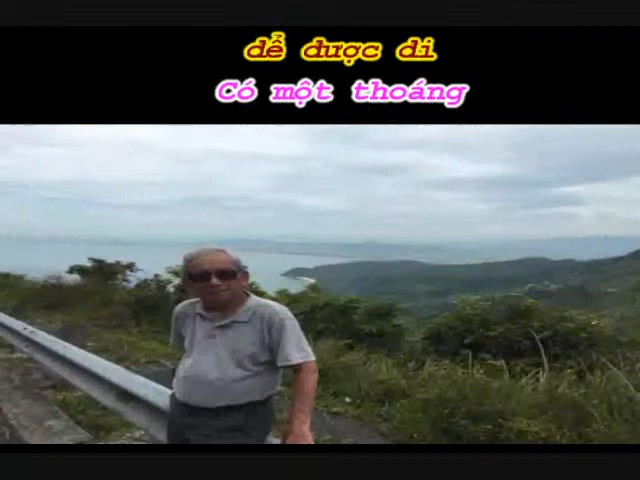 để được đi
Có một thoáng